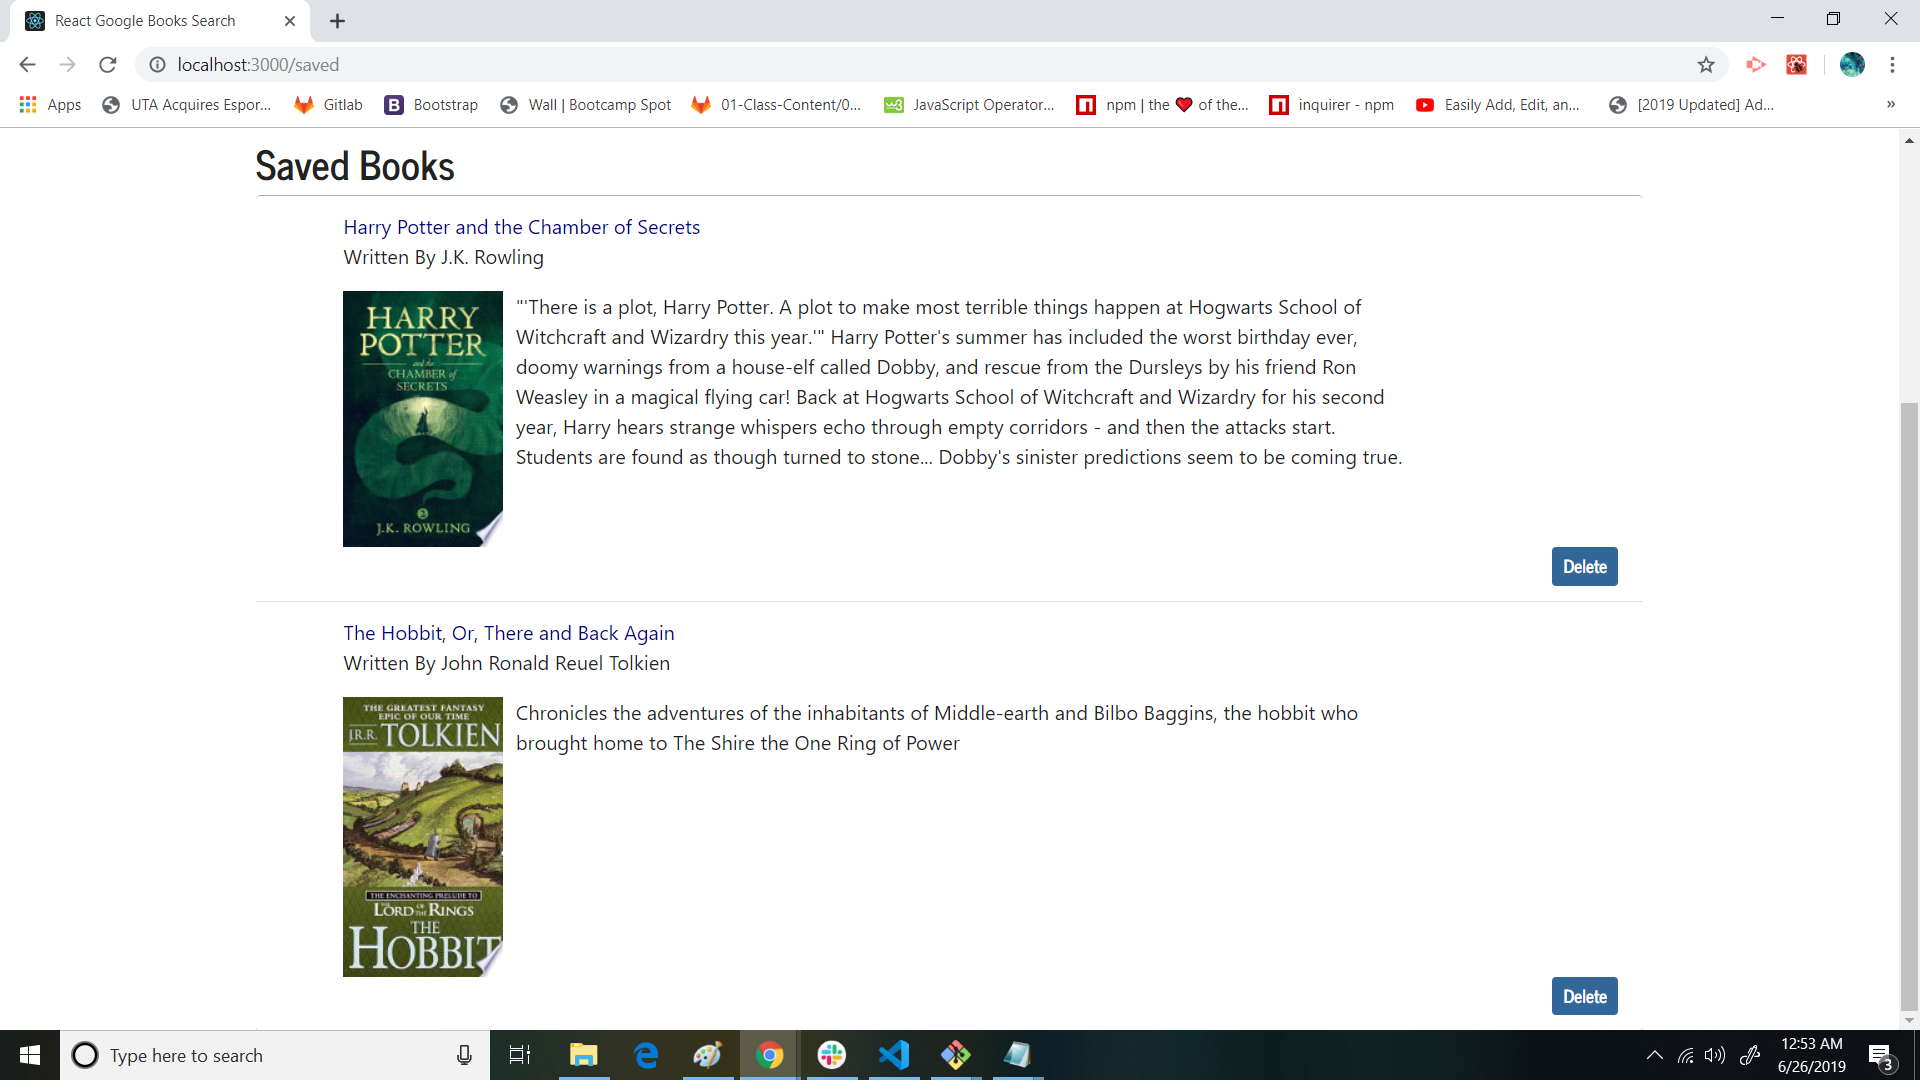 React Google Books Search
localhost:3000/saved
Apps
UTA Acquires Espor...
Gitlab
B
Bootstrap
Wall | Bootcamp Spot
01-Class-Content/0...
w3
JavaScript Operator...
npm | the ❤ of the...
inquirer - npm
Easily Add, Edit, an...
[2019 Updated] Ad...
»
Saved Books
Harry Potter and the Chamber of Secrets
Written By J.K. Rowling
HARRY
POTTER
and the
CHAMBER of
SECRETS
2
J.K. ROWLING
"'There is a plot, Harry Potter. A plot to make most terrible things happen at Hogwarts School of
Witchcraft and Wizardry this year.'" Harry Potter's summer has included the worst birthday ever,
doomy warnings from a house-elf called Dobby, and rescue from the Dursleys by his friend Ron
Weasley in a magical flying car! Back at Hogwarts School of Witchcraft and Wizardry for his second
year, Harry hears strange whispers echo through empty corridors - and then the attacks start.
Students are found as though turned to stone... Dobby's sinister predictions seem to be coming true.
Delete
The Hobbit, Or, There and Back Again
Written By John Ronald Reuel Tolkien
THE GREATEST FANTASY
EPIC OF OUR TIME
J.R.R. TOLKIEN
THE ENCHANTING PRELUDE TO
THE LORD OF THE RINGS
THE
HOBBIT
Chronicles the adventures of the inhabitants of Middle-earth and Bilbo Baggins, the hobbit who
brought home to The Shire the One Ring of Power
Delete
Type here to search
12:53 AM
6/26/2019
3